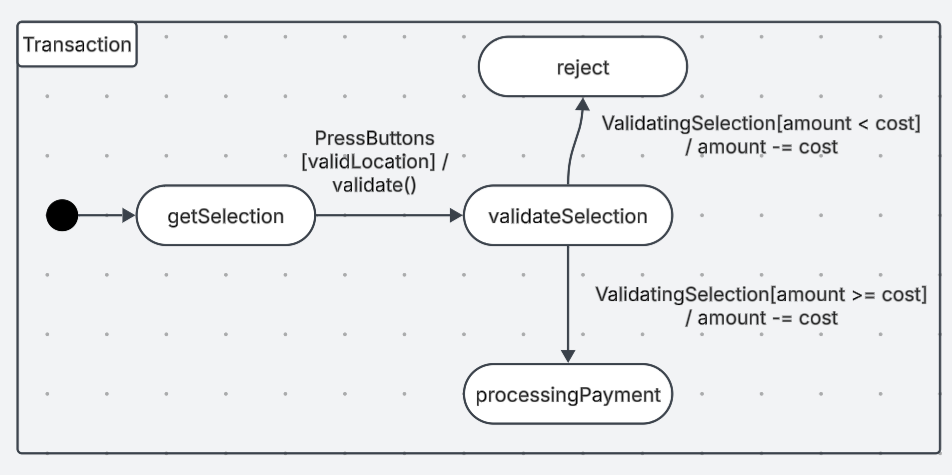 Transaction
reject
ValidatingSelection[amount < cost]
/ amount -= cost
PressButtons
[validLocation] /
validate()
getSelection
validateSelection
ValidatingSelection[amount >= cost]
/ amount -= cost
processingPayment